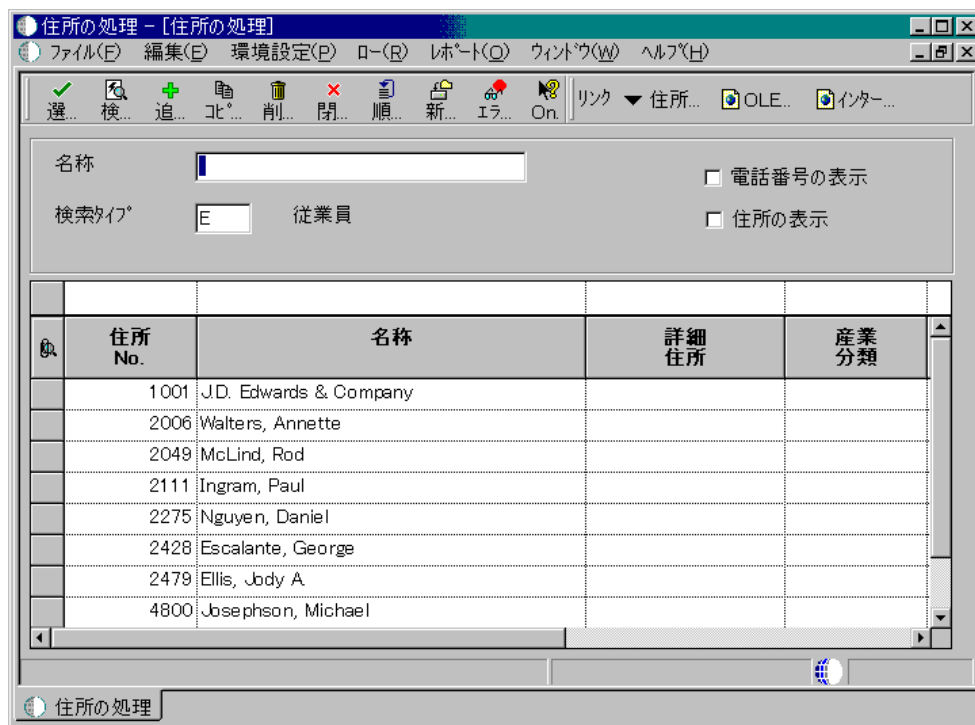 住所の処理 - [住所の処理]
ファイル(F) 編集(E) 環境設定(P) ロー(R) レポート(O) ウィンドウ(W) ヘルプ(H)
選... 検... 追... コピ... 削... 閉... 順... 新... エラ... On. リンク ▼ 住所... OLE... インター...
名称
電話番号の表示
検索タイプ E 従業員
住所の表示
住所 No. 名称 詳細 住所 産業 分類
1001 J.D. Edwards & Company
2006 Walters, Annette
2049 McLind, Rod
2111 Ingram, Paul
2275 Nguyen, Daniel
2428 Escalante, George
2479 Ellis, Jody A
4800 Josephson, Michael
住所の処理